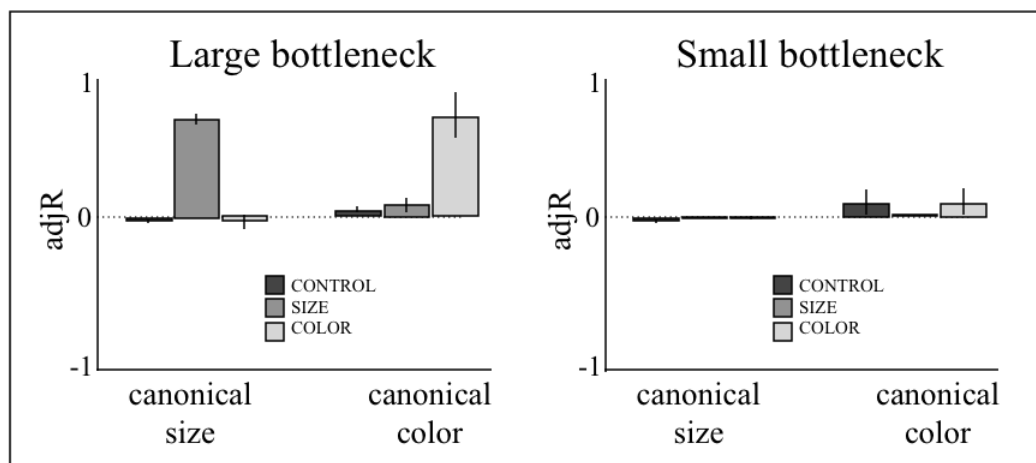 Large bottleneck
1
0
-1
adjR
CONTROL
SIZE
COLOR
canonical
size
canonical
color
Small bottleneck
1
0
-1
adjR
CONTROL
SIZE
COLOR
canonical
size
canonical
color